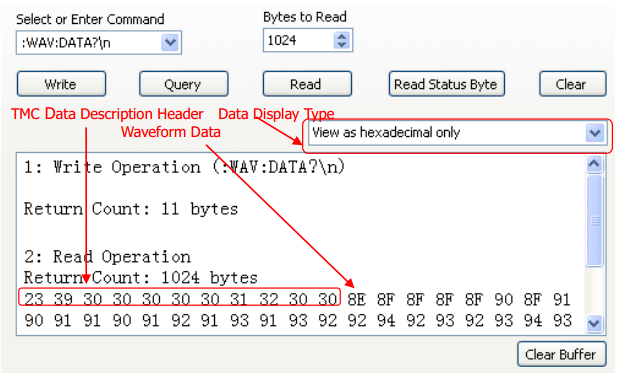 Select or Enter Command
Bytes to Read
:WAV:DATA?\n
1024
Write
Query
Read
Read Status Byte
Clear
TMC Data Description Header
Data Display Type
Waveform Data
View as hexadecimal only
1: Write Operation (:WAV:DATA?\n)
Return Count: 11 bytes
2: Read Operation
Return Count: 1024 bytes
23 39 30 30 30 30 30 31 32 30 30 8E 8F 8F 8F 8F 90 8F 91
90 91 91 90 91 92 91 93 91 93 92 92 94 92 93 92 93 94 93
Clear Buffer